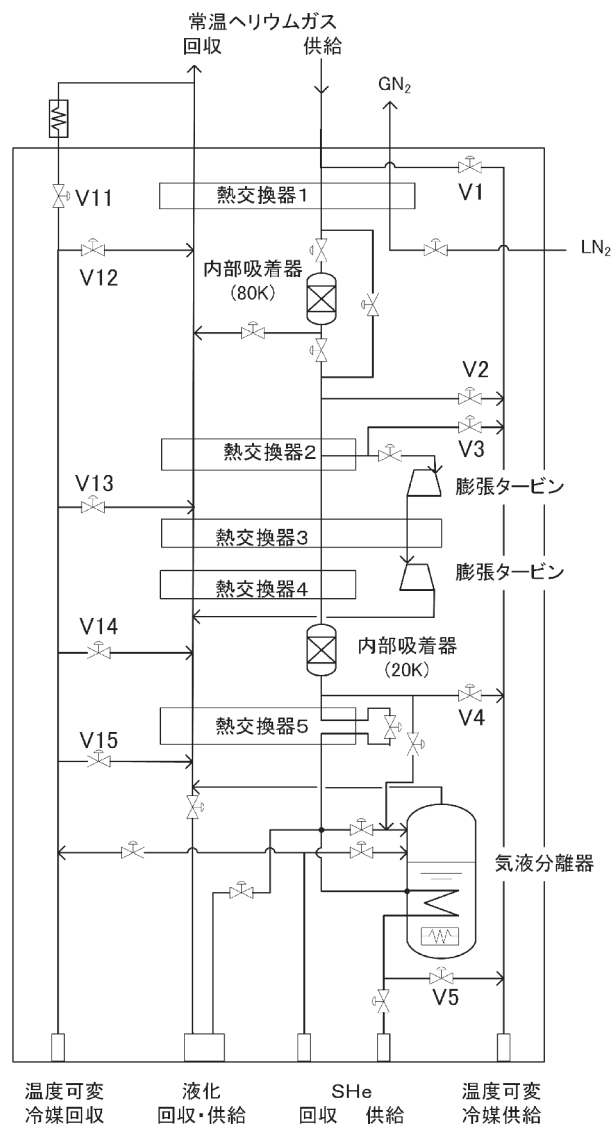 常温ヘリウムガス
回収 供給
GN₂
V11
熱交換器1
V1
LN₂
V12
内部吸着器
(80K)
V2
V3
熱交換器2
V13
膨張タービン
熱交換器3
膨張タービン
熱交換器4
V14
内部吸着器
(20K)
V4
熱交換器5
V15
気液分離器
V5
温度可変
冷媒回収
液化
回収・供給
SHe
回収 供給
温度可変
冷媒供給